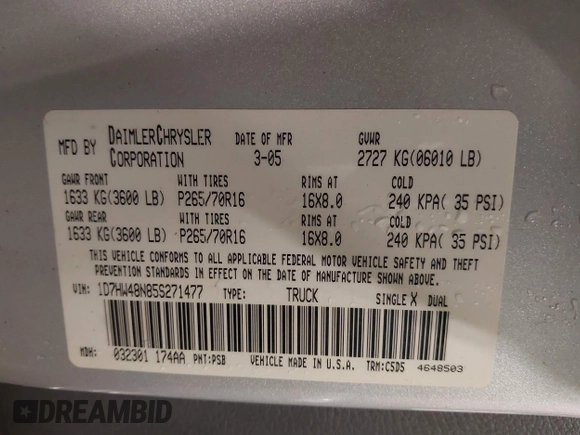 MFD BY DAIMLERCHRYSLER CORPORATION DATE OF MFR 3-05 GVWR 2727 KG(06010 LB)
GAWR FRONT WITH TIRES RIMS AT COLD
1633 KG(3600 LB) P265/70R16 16X8.0 240 KPA( 35 PSI)
GAWR REAR WITH TIRES RIMS AT COLD
1633 KG(3600 LB) P265/70R16 16X8.0 240 KPA( 35 PSI)
THIS VEHICLE CONFORMS TO ALL APPLICABLE FEDERAL MOTOR VEHICLE SAFETY AND THEFT
PREVENTION STANDARDS IN EFFECT ON THE DATE OF MANUFACTURE SHOWN ABOVE.
VIN: 1D7HW48N85S271477 TYPE: TRUCK SINGLE X DUAL
MDH: 032301 174AA PNT:PSB VEHICLE MADE IN U.S.A. TRM:CSD5 4648503
DREAMBID